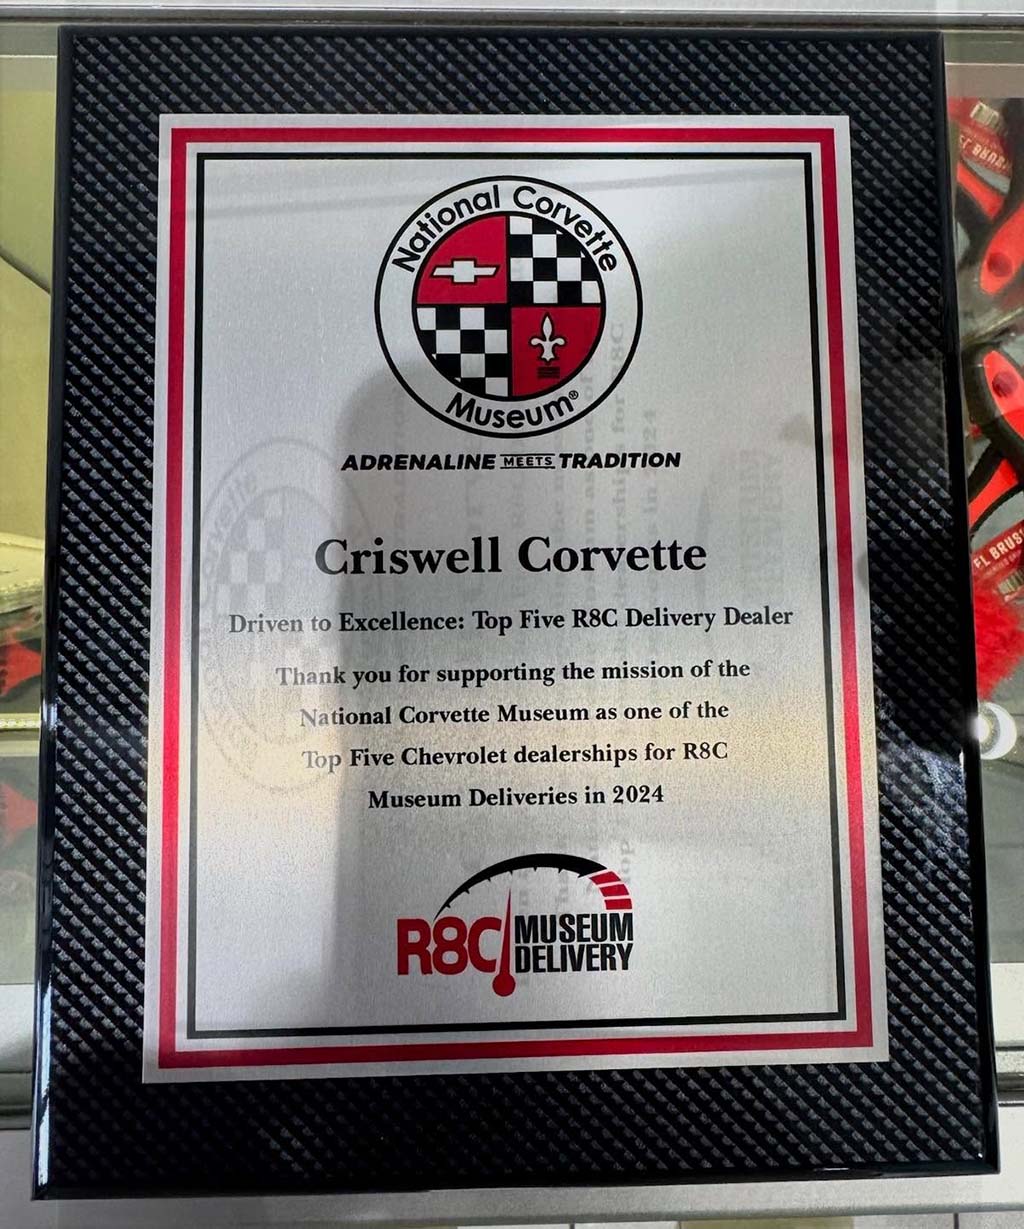 National Corvette
Museum®
ADRENALINE MEETS TRADITION
Criswell Corvette
Driven to Excellence: Top Five R8C Delivery Dealer
Thank you for supporting the mission of the
National Corvette Museum as one of the
Top Five Chevrolet dealerships for R8C
Museum Deliveries in 2024
R8C MUSEUM
DELIVERY
EL BRUSH